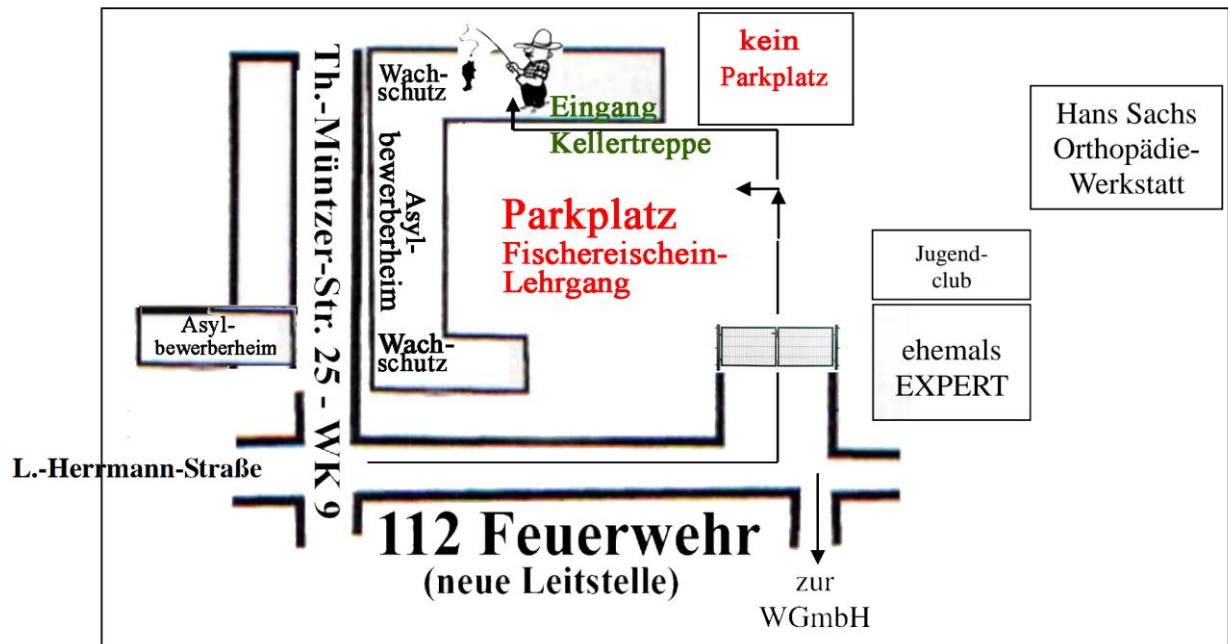 Th.-Müntzer-Str. 25 - WK 9
Wach-
schutz
Eingang
Kellertreppe
kein
Parkplatz
Hans Sachs
Orthopädie-
Werkstatt
Asyl-
bewerberheim
Parkplatz
Fischereischein-
Lehrgang
Jugend-
club
Asyl-
bewerberheim
Wach-
schutz
ehemals
EXPERT
L.-Herrmann-Straße
112 Feuerwehr
(neue Leitstelle)
zur
WGmbH